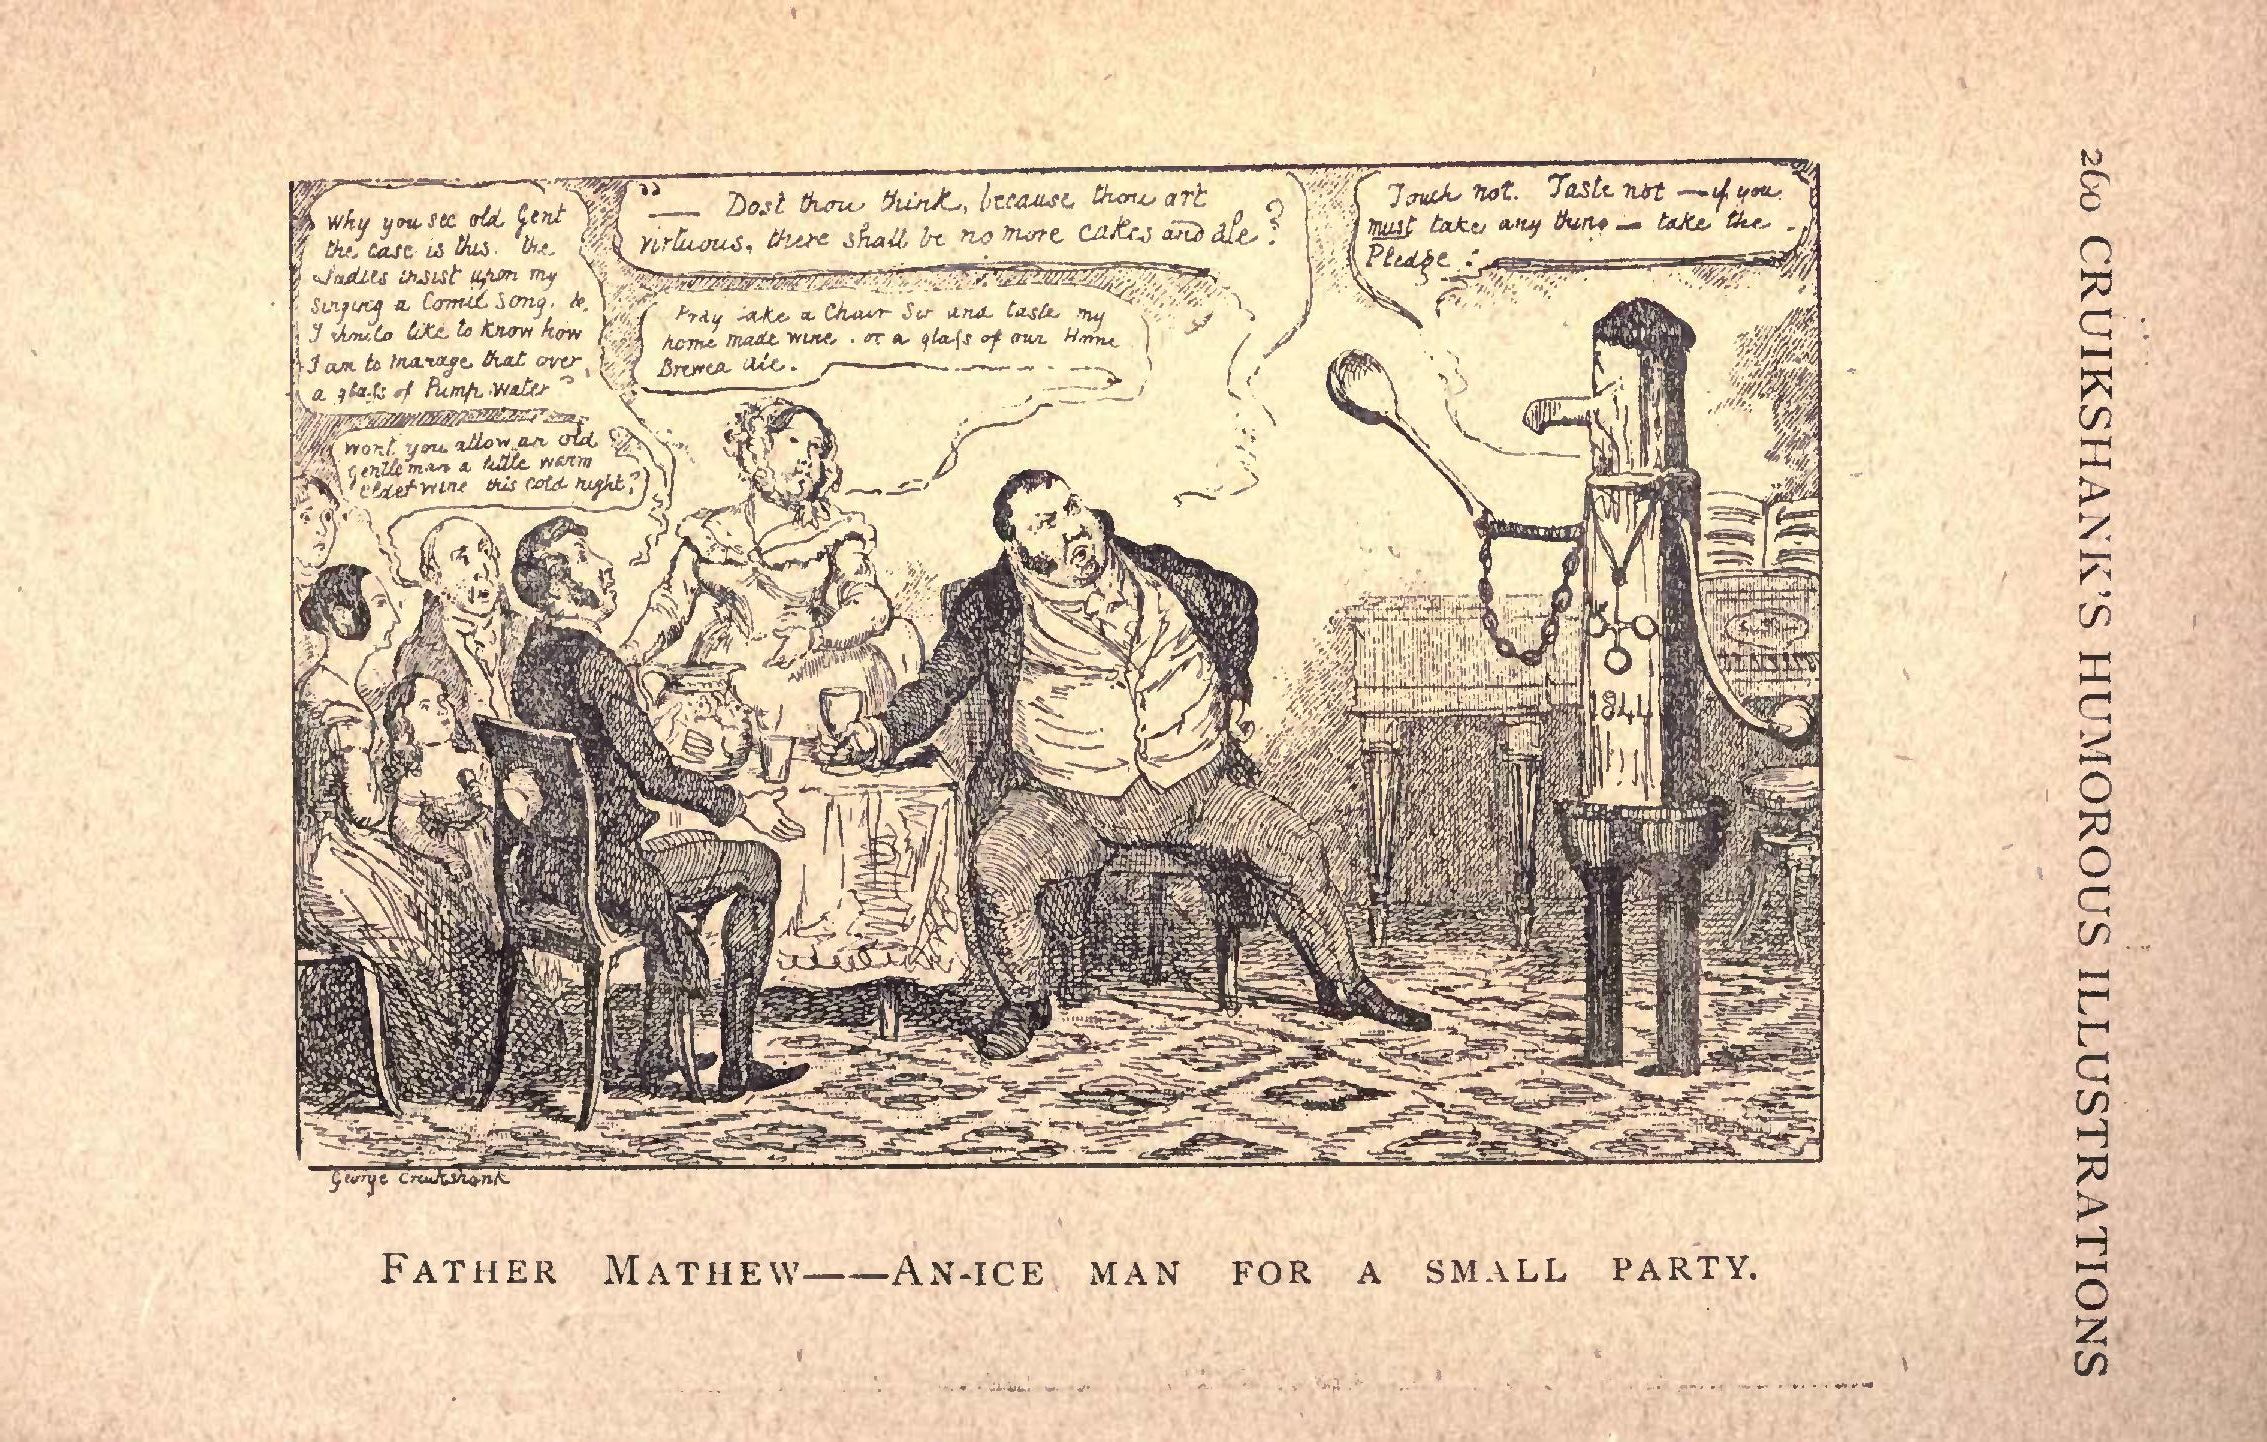 Why you see old Gent
the case is this. the
Ladies insist upon my
Singing a Comic Song. &
I should like to know how
I am to manage that over
a glass of Pump-water?
wont you allow an old
gentleman a little warm
elder wine this cold night?
"— Dost thou think, because thou art
virtuous, there shall be no more cakes and ale?
Pray take a Chair Sir and taste my
home made wine. or a glass of our Home
Brewed Ale.
Touch not. Taste not — if you
must take any thing — take the
Pledge:
1844
George Cruikshank
FATHER MATHEW——AN-ICE MAN FOR A SMALL PARTY.
260 CRUIKSHANK'S HUMOROUS ILLUSTRATIONS